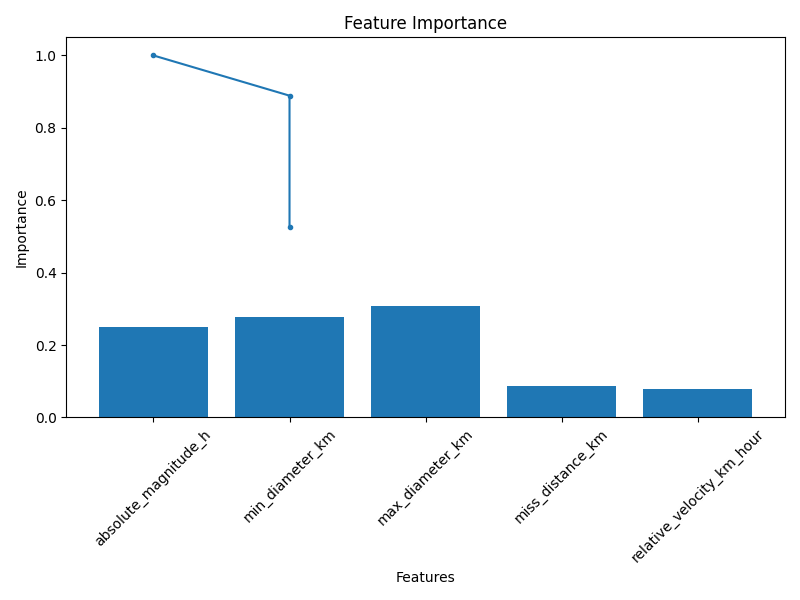 Feature Importance
1.0
0.8
0.6
0.4
0.2
0.0
Importance
absolute_magnitude_h
min_diameter_km
max_diameter_km
miss_distance_km
relative_velocity_km_hour
Features